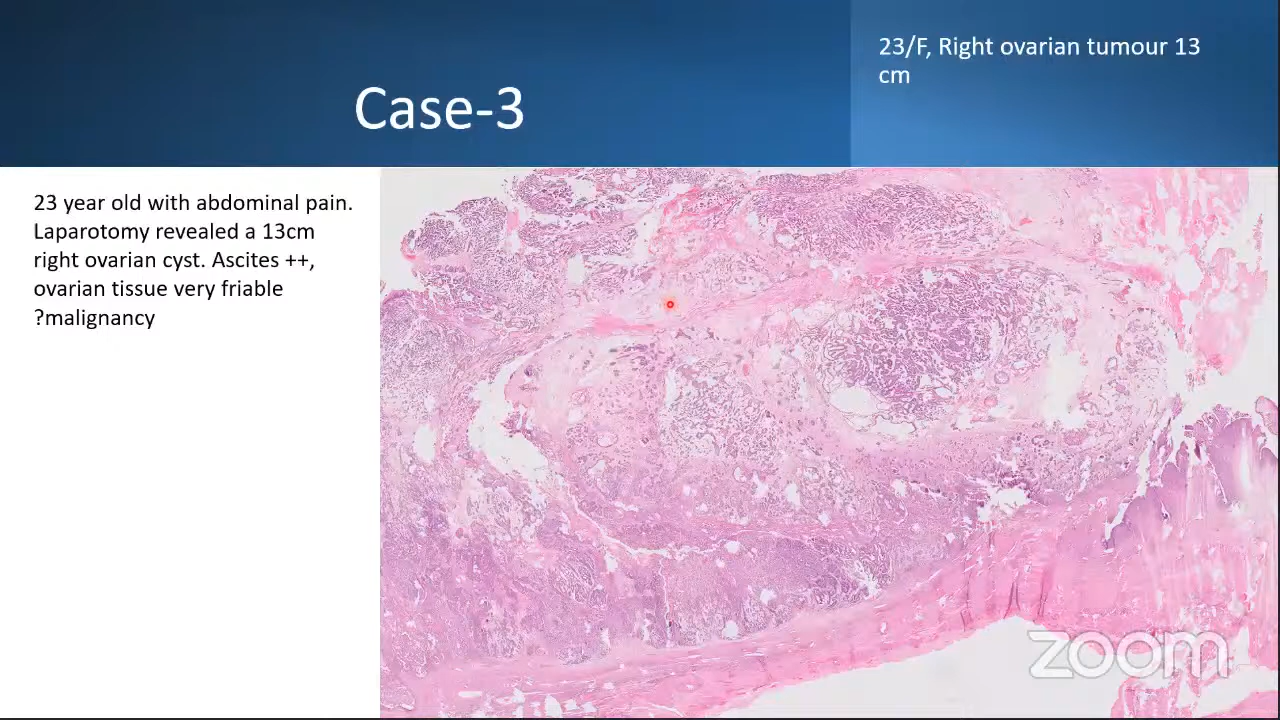 23/F, Right ovarian tumour 13
cm
Case-3
23 year old with abdominal pain.
Laparotomy revealed a 13cm
right ovarian cyst. Ascites ++,
ovarian tissue very friable
?malignancy
zoom